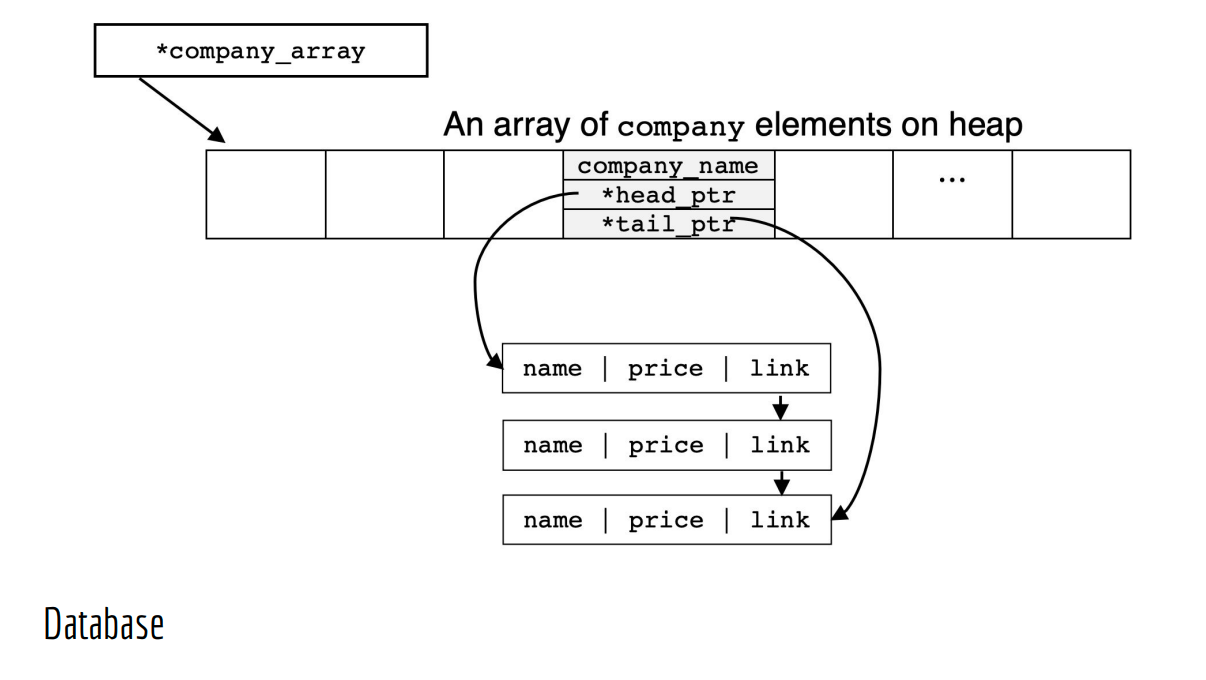 *company_array
An array of company elements on heap
company_name
*head_ptr
*tail_ptr
...
name | price | link
name | price | link
name | price | link
Database